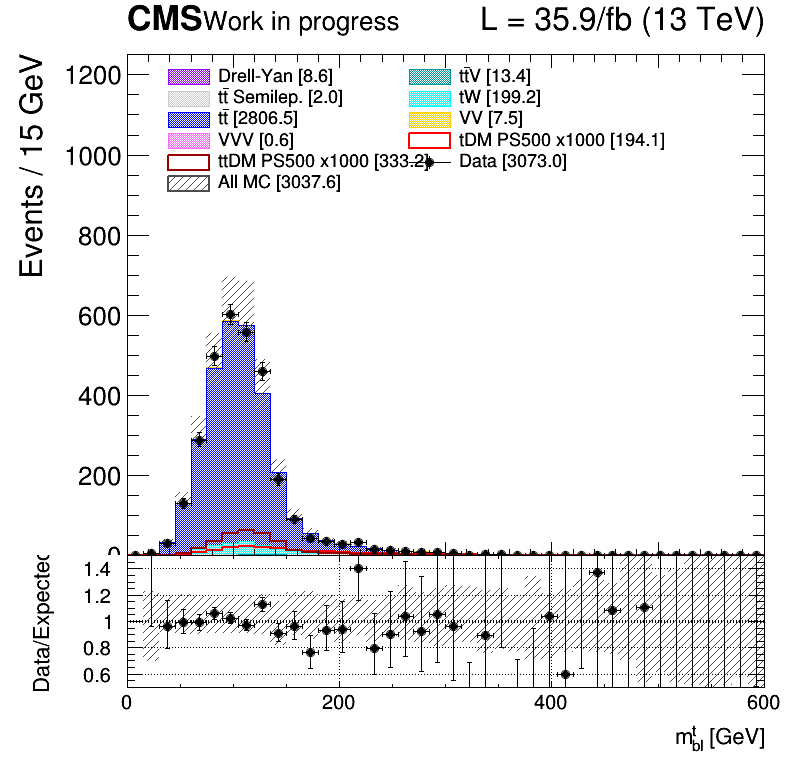 CMS Work in progress L = 35.9/fb (13 TeV)
Events / 15 GeV
1200
1000
800
600
400
200
0
Drell-Yan [8.6]
tt̄ Semilep. [2.0]
tt̄ [2806.5]
VVV [0.6]
ttDM PS500 x1000 [333.2]
All MC [3037.6]
tt̄V [13.4]
tW [199.2]
VV [7.5]
tDM PS500 x1000 [194.1]
Data [3073.0]
Data/Expected
1.4
1.2
1
0.8
0.6
0 200 400 600
m^t_bl [GeV]